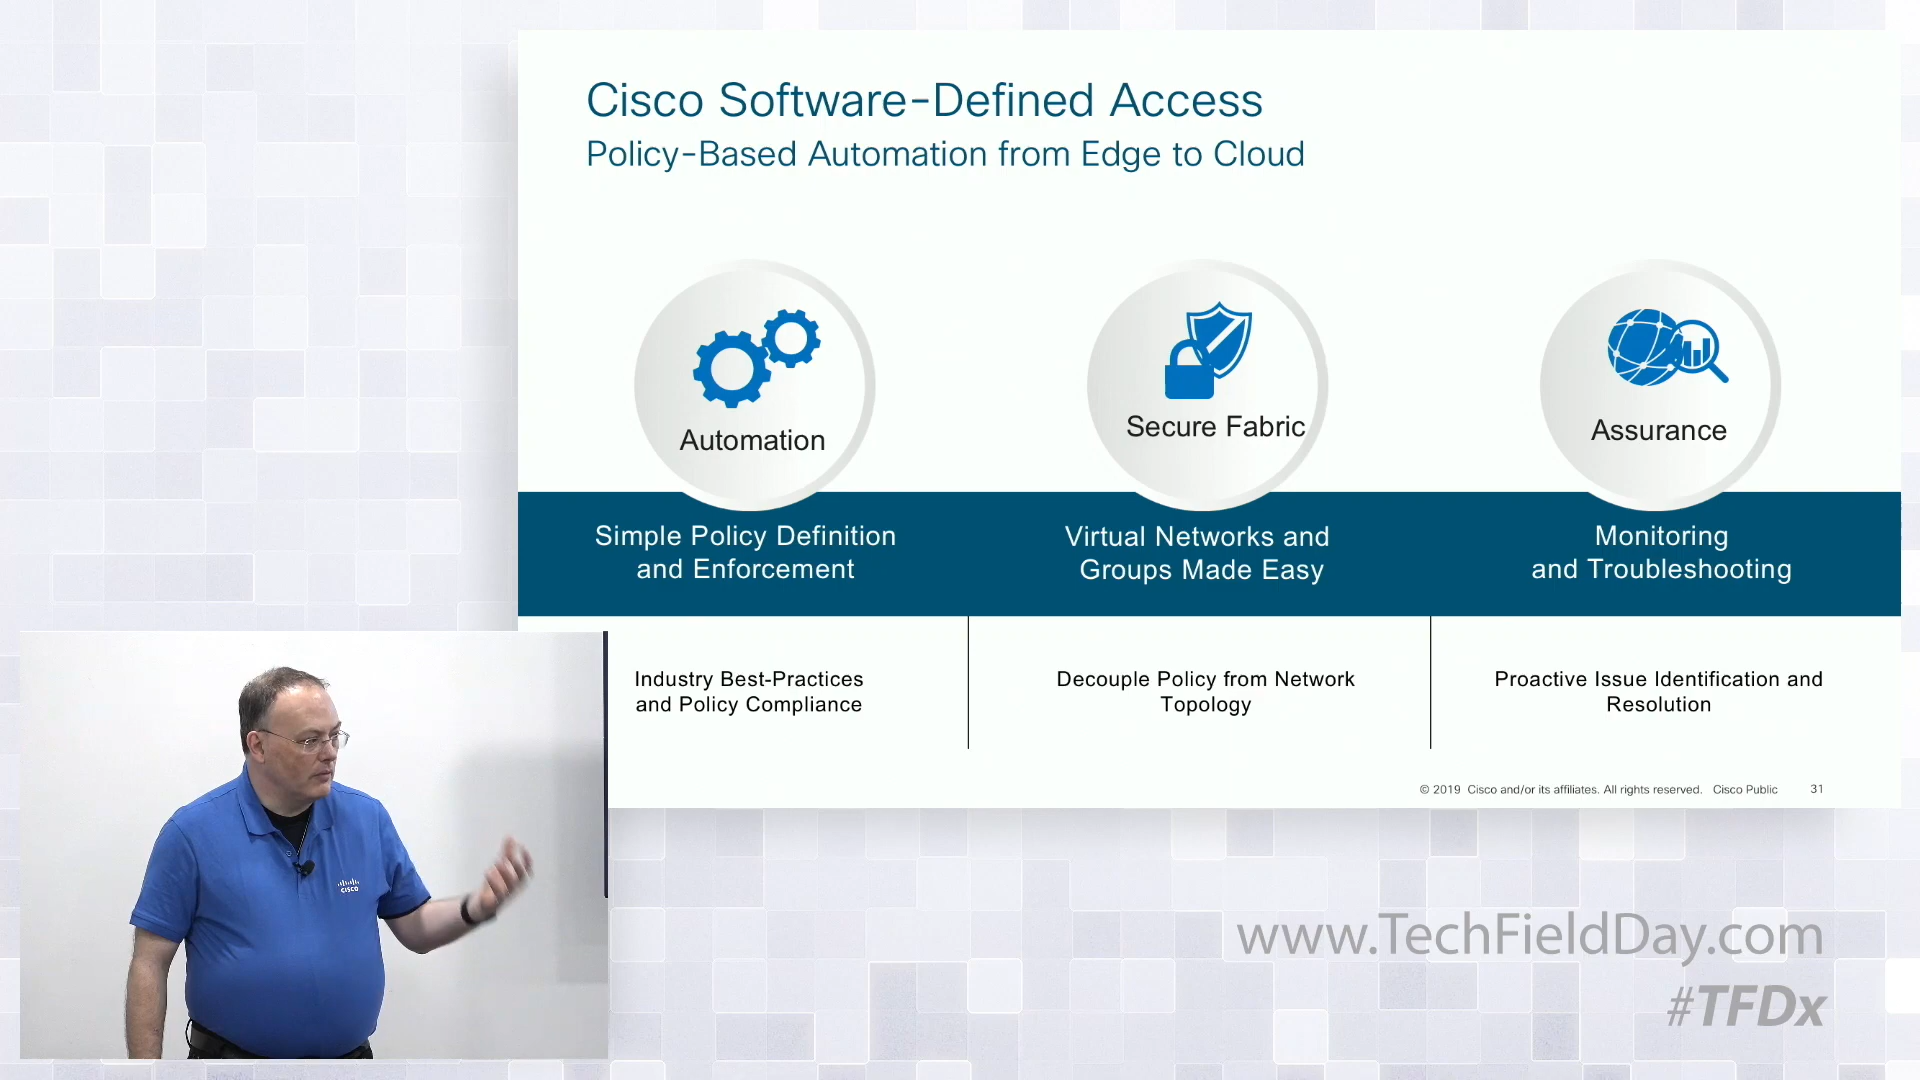 Cisco Software-Defined Access
Policy-Based Automation from Edge to Cloud
Automation
Secure Fabric
Assurance
Simple Policy Definition
and Enforcement
Virtual Networks and
Groups Made Easy
Monitoring
and Troubleshooting
Industry Best-Practices
and Policy Compliance
Decouple Policy from Network
Topology
Proactive Issue Identification and
Resolution
© 2019 Cisco and/or its affiliates. All rights reserved. Cisco Public 31
CISCO
www.TechFieldDay.com
#TFDx